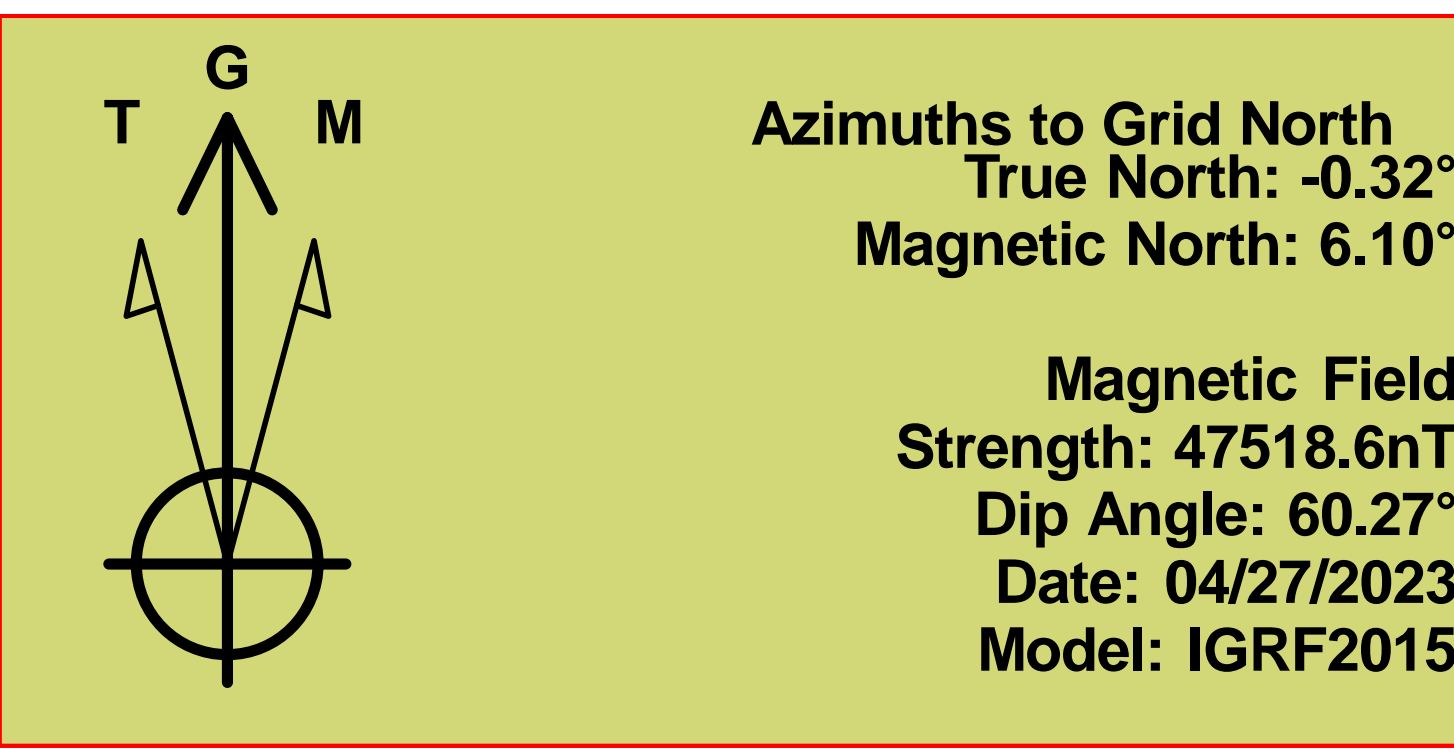 G
T M
Azimuths to Grid North
True North: -0.32°
Magnetic North: 6.10°
Magnetic Field
Strength: 47518.6nT
Dip Angle: 60.27°
Date: 04/27/2023
Model: IGRF2015